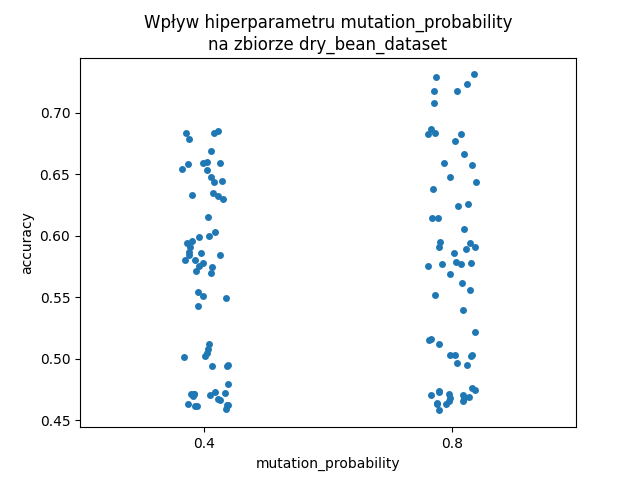 Wpływ hiperparametru mutation_probability
na zbiorze dry_bean_dataset
accuracy
0.70
0.65
0.60
0.55
0.50
0.45
0.4 0.8
mutation_probability